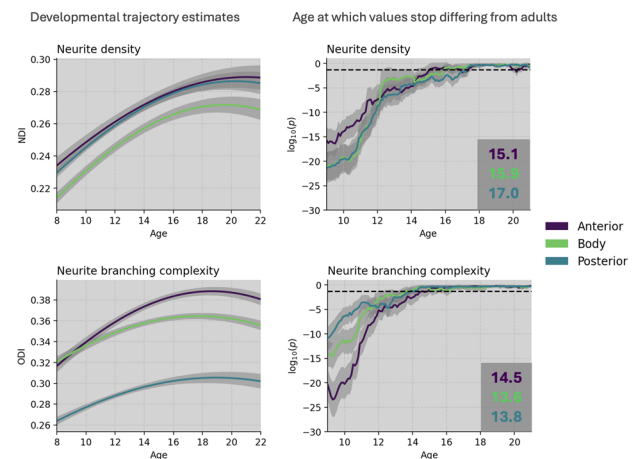 Developmental trajectory estimates
Age at which values stop differing from adults
Neurite density
NDI
0.30
0.28
0.26
0.24
0.22
8 10 12 14 16 18 20 22
Age
Neurite density
log₁₀(p)
0
−5
−10
−15
−20
−25
−30
15.1
17.0
10 12 14 16 18 20
Age
Anterior
Body
Posterior
Neurite branching complexity
ODI
0.38
0.36
0.34
0.32
0.30
0.28
0.26
8 10 12 14 16 18 20 22
Age
Neurite branching complexity
log₁₀(p)
0
−5
−10
−15
−20
−25
−30
14.5
13.8
10 12 14 16 18 20
Age